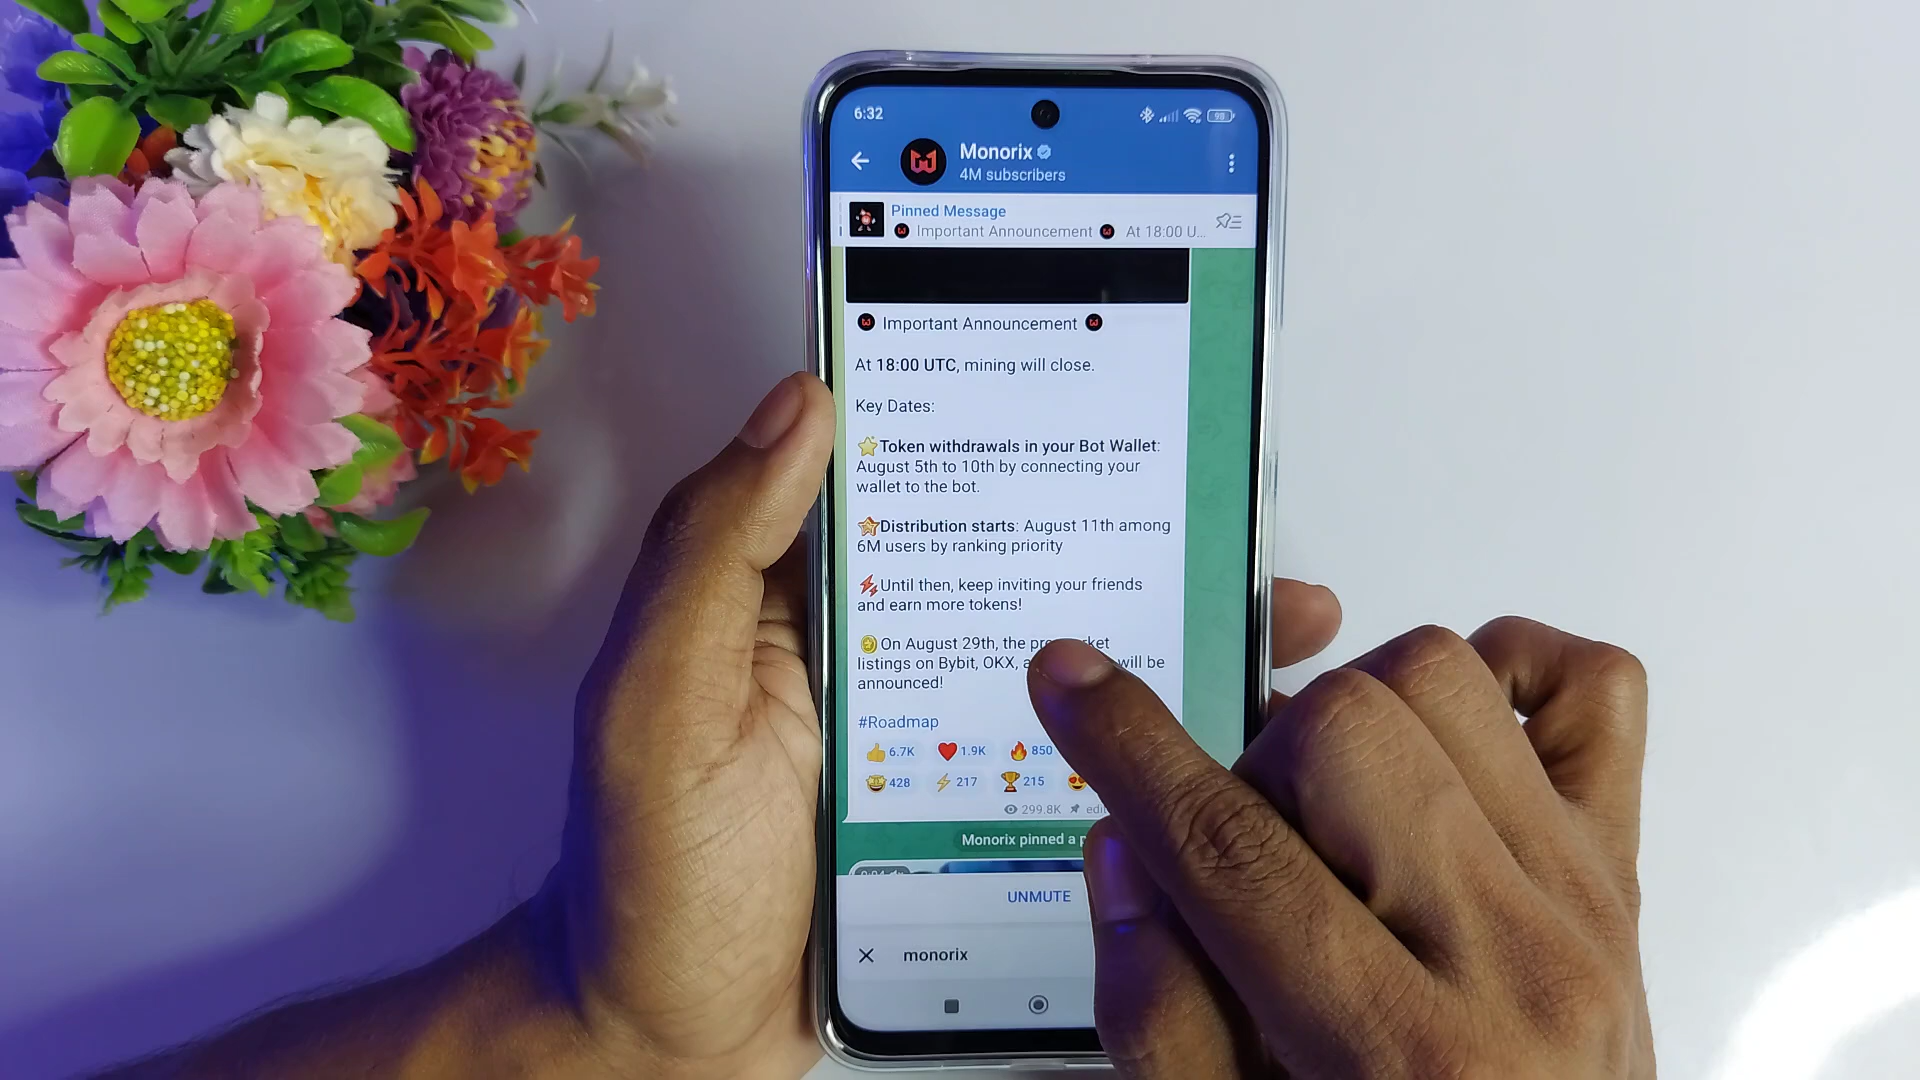 6:32
98
Monorix
4M subscribers
Pinned Message
Important Announcement At 18:00 U...
Important Announcement
At 18:00 UTC, mining will close.
Key Dates:
Token withdrawals in your Bot Wallet:
August 5th to 10th by connecting your
wallet to the bot.
Distribution starts: August 11th among
6M users by ranking priority
Until then, keep inviting your friends
and earn more tokens!
On August 29th, the
listings on Bybit, OKX, will be
announced!
#Roadmap
6.7K 1.9K 850
428 217 215
299.8K
Monorix pinned a
UNMUTE
monorix